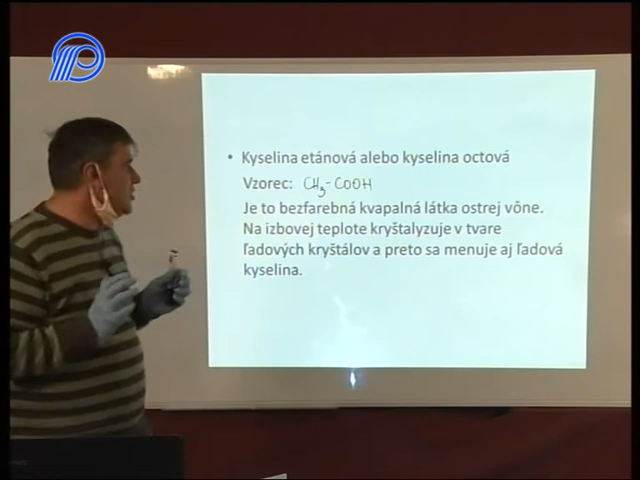 • Kyselina etánová alebo kyselina octová
Vzorec: CH₃-COOH
Je to bezfarebná kvapalná látka ostrej vône.
Na izbovej teplote kryštalyzuje v tvare
ľadových kryštálov a preto sa menuje aj ľadová
kyselina.